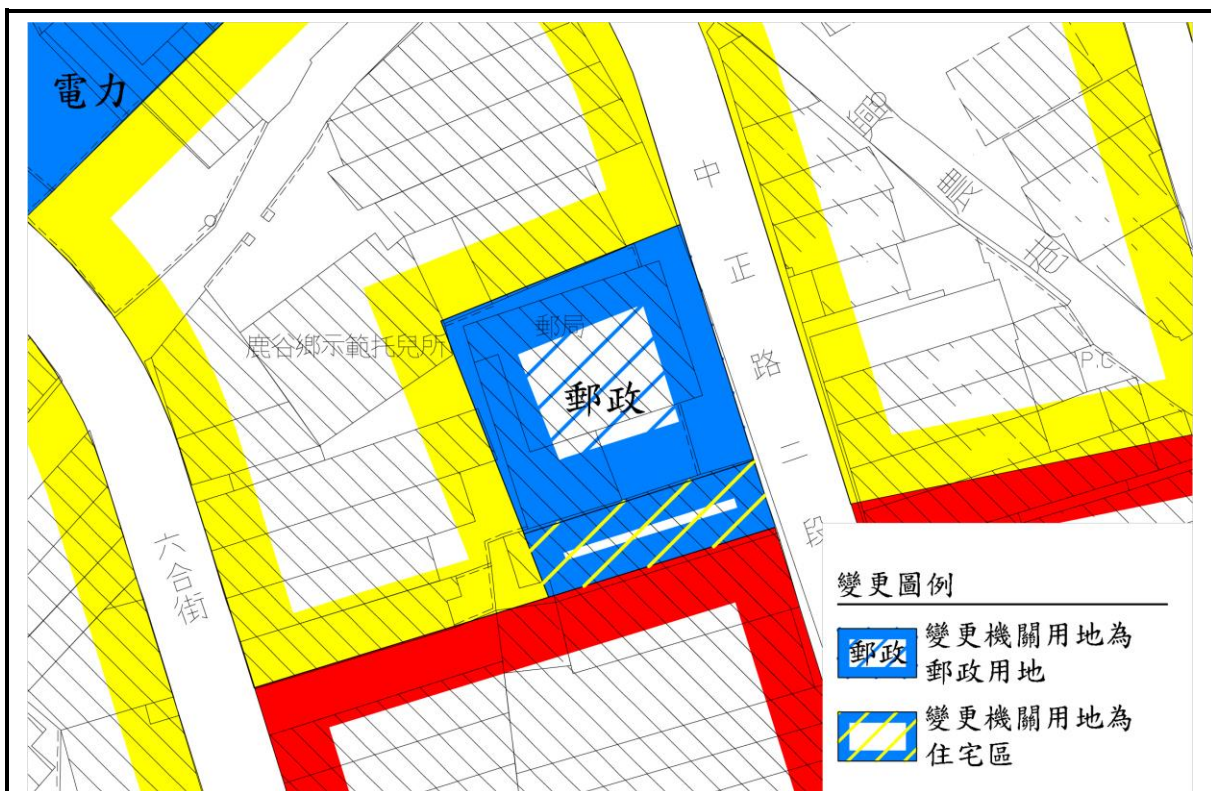 電力
中正路二段
興農巷
郵局
鹿谷鄉示範托兒所
郵政
P.C
六合街
變更圖例
郵政
變更機關用地為
郵政用地
變更機關用地為
住宅區